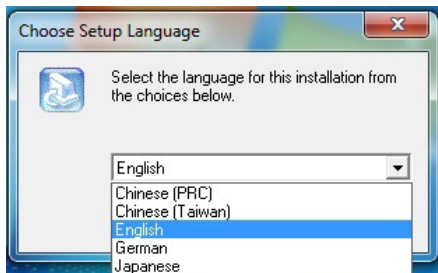 Choose Setup Language
Select the language for this installation from
the choices below.
English
Chinese (PRC)
Chinese (Taiwan)
English
German
Japanese